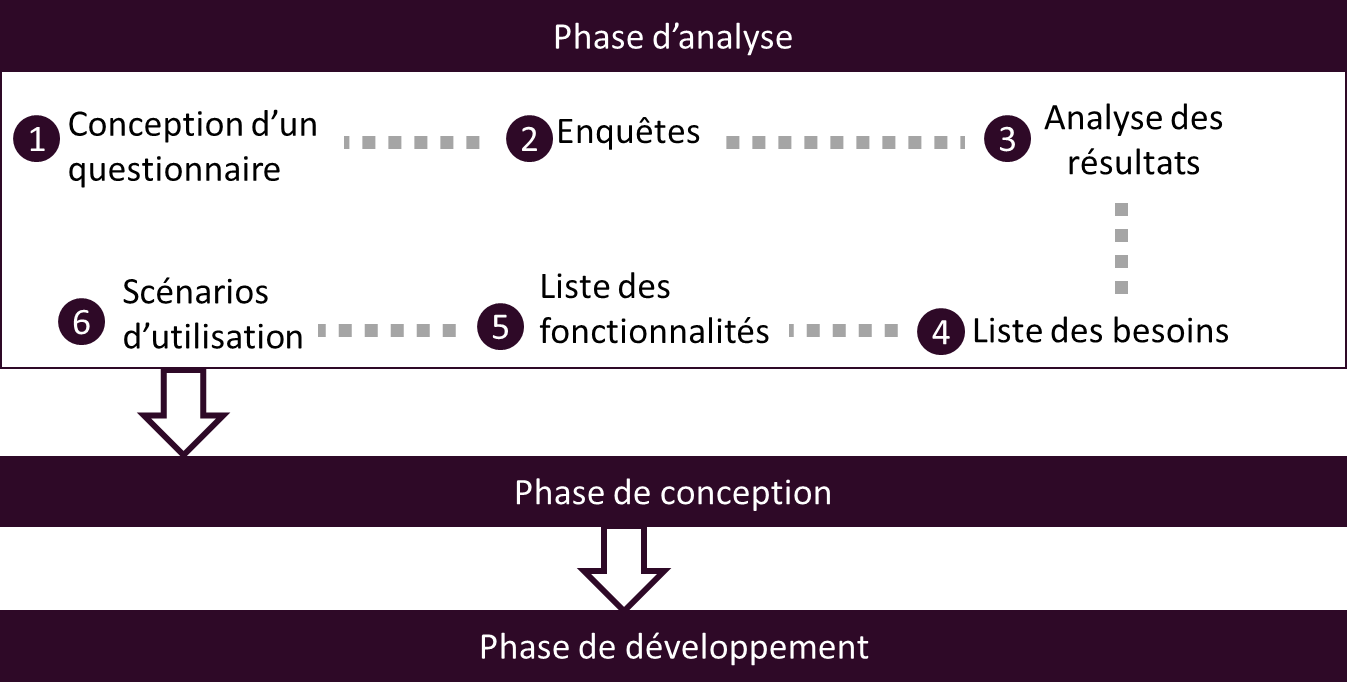 Phase d’analyse
1 Conception d’un
questionnaire
2 Enquêtes
3 Analyse des
résultats
4 Liste des besoins
5 Liste des
fonctionnalités
6 Scénarios
d’utilisation
Phase de conception
Phase de développement